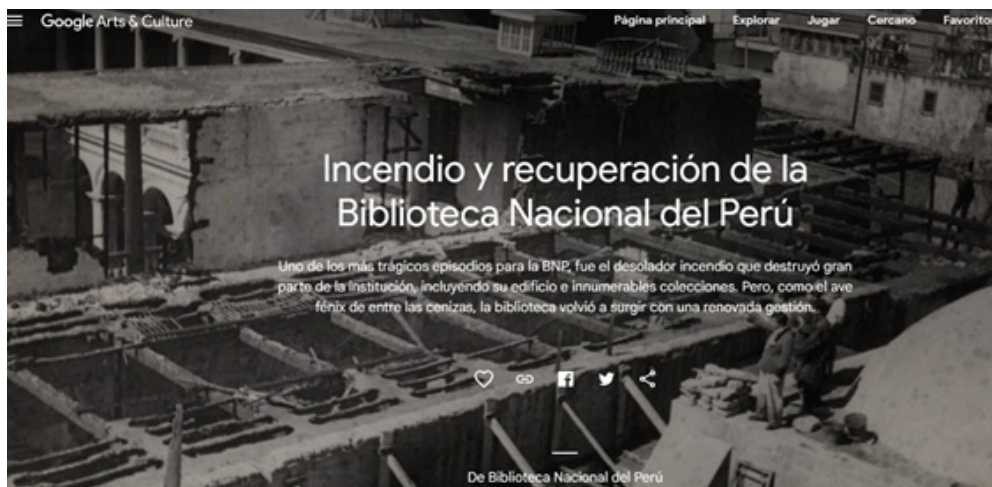 Google Arts & Culture
Página principal Explorar Jugar Cercano Favorito
Incendio y recuperación de la
Biblioteca Nacional del Perú
Uno de los más trágicos episodios para la BNP, fue el desolador incendio que destruyó gran
parte de la institución, incluyendo su edificio e innumerables colecciones. Pero, como el ave
fénix de entre las cenizas, la biblioteca volvió a surgir con una renovada gestión.
De Biblioteca Nacional del Perú